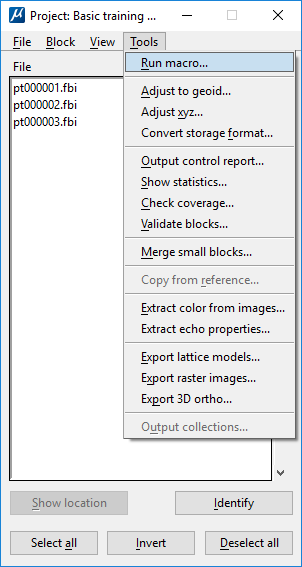 Project: Basic training
File Block View Tools
File
pt000001.fbi
pt000002.fbi
pt000003.fbi
Run macro...
Adjust to geoid...
Adjust xyz...
Convert storage format...
Output control report...
Show statistics...
Check coverage...
Validate blocks...
Merge small blocks...
Copy from reference...
Extract color from images...
Extract echo properties...
Export lattice models...
Export raster images...
Export 3D ortho...
Output collections...
Show location Identify
Select all Invert Deselect all